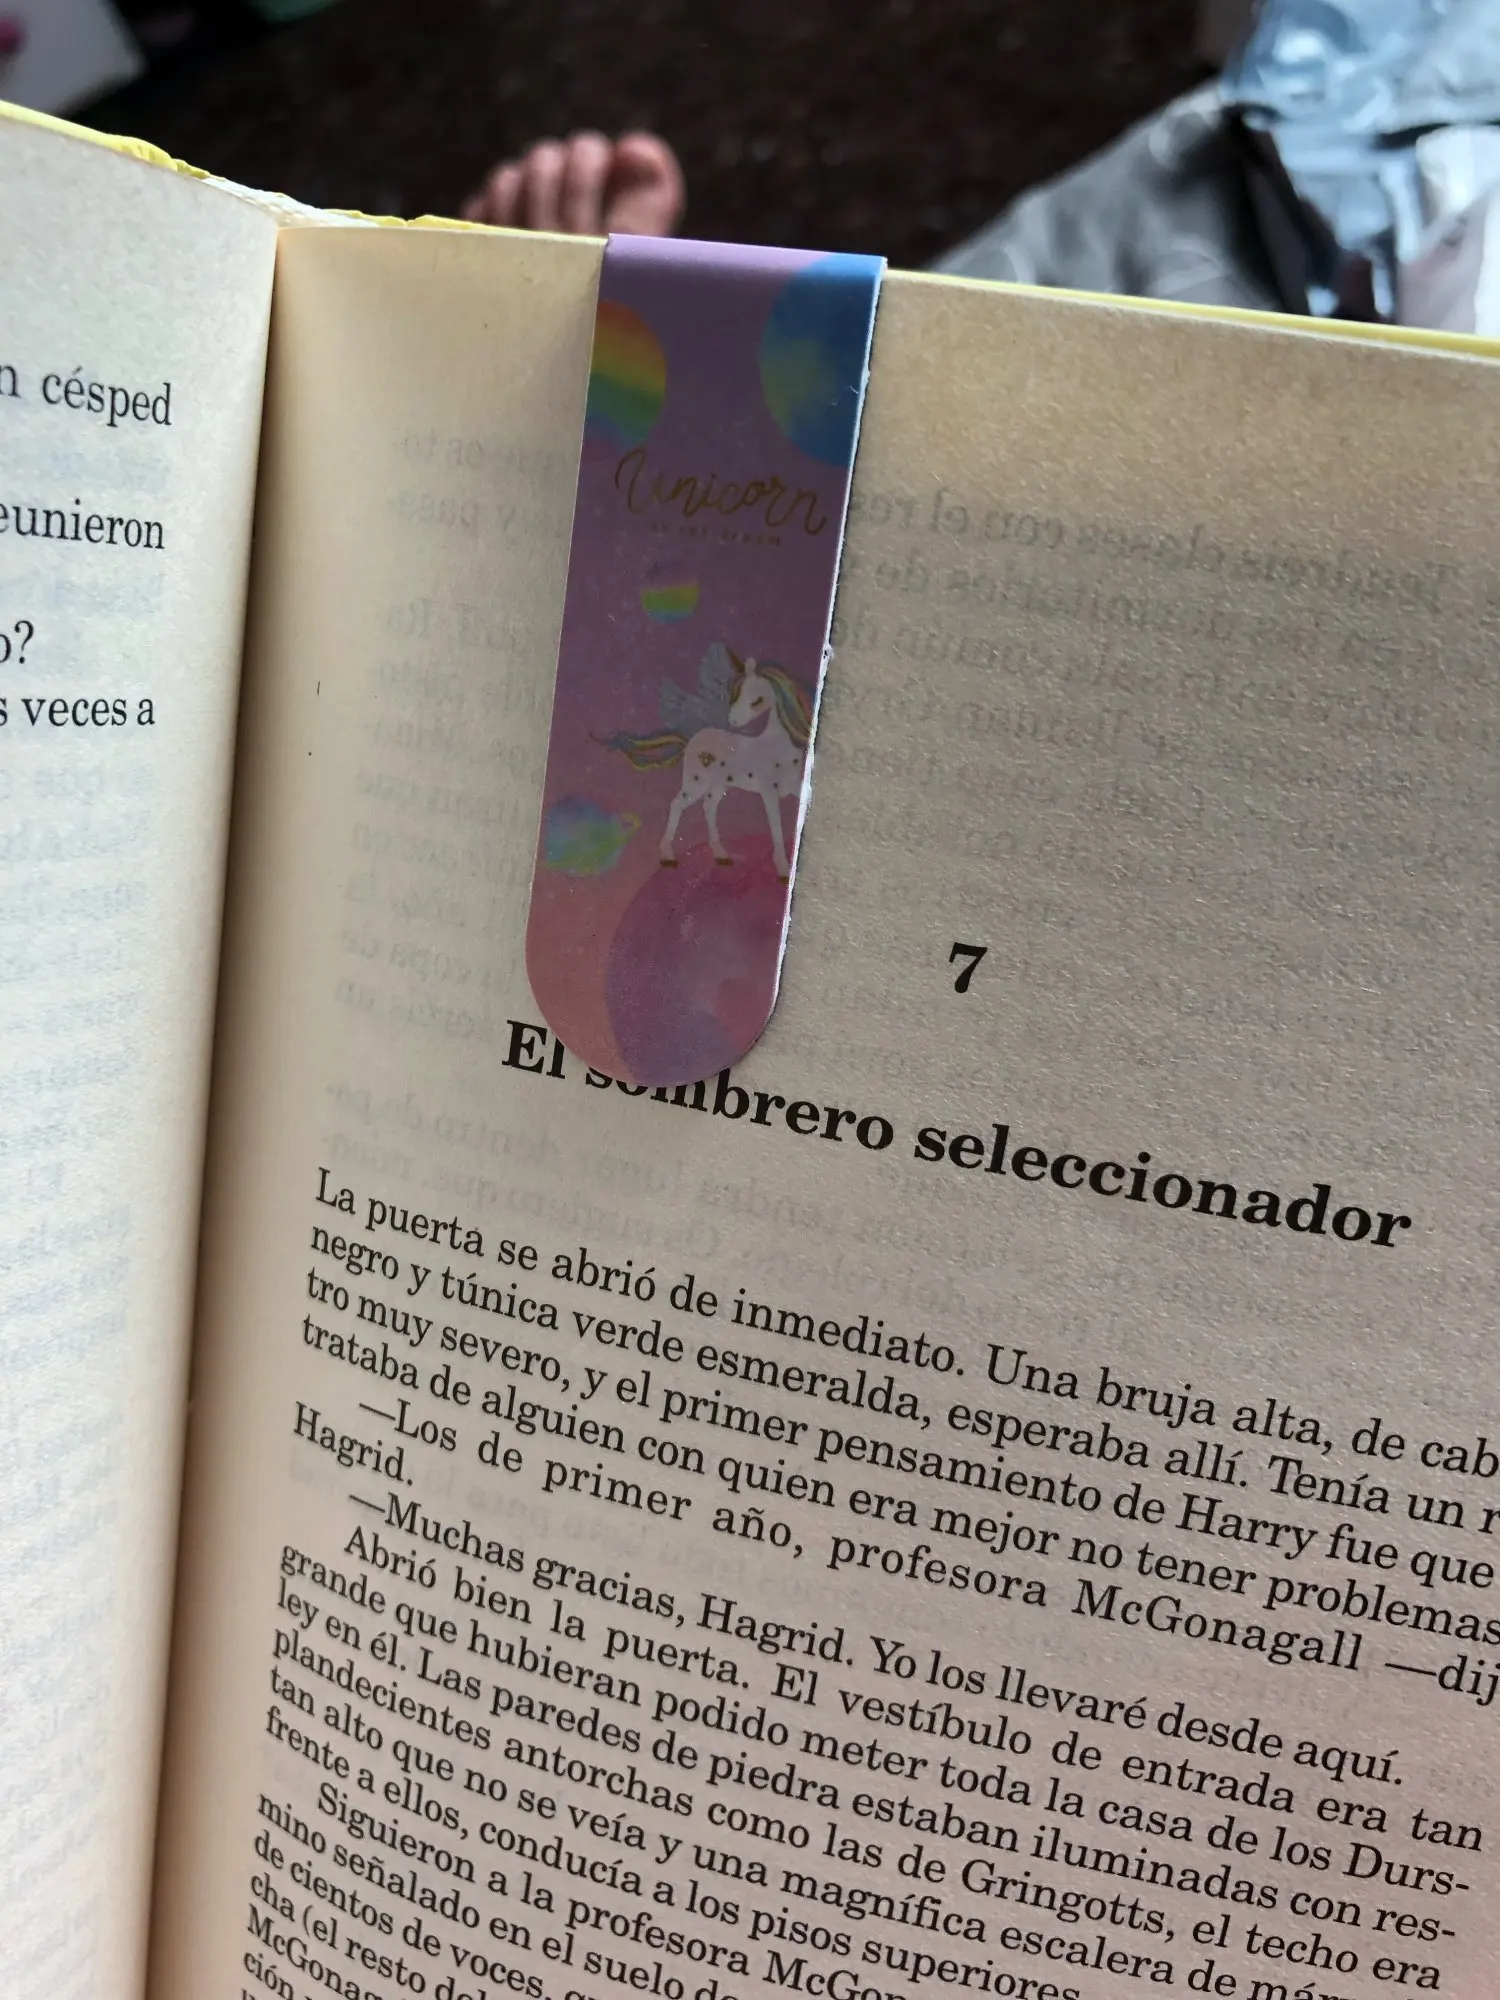 n césped
eunieron
o?
s veces a
Unicorn
7
El sombrero seleccionador
La puerta se abrió de inmediato. Una bruja alta, de cab
negro y túnica verde esmeralda, esperaba allí. Tenía un r
tro muy severo, y el primer pensamiento de Harry fue que
trataba de alguien con quien era mejor no tener problemas
—Los de primer año, profesora McGonagall —dij
Hagrid.
—Muchas gracias, Hagrid. Yo los llevaré desde aquí.
Abrió bien la puerta. El vestíbulo de entrada era tan
grande que hubieran podido meter toda la casa de los Durs-
ley en él. Las paredes de piedra estaban iluminadas con res-
plandecientes antorchas como las de Gringotts, el techo era
tan alto que no se veía y una magnífica escalera de már
frente a ellos, conducía a los pisos superiores
Siguieron a la profesora McGon
mino señalado en el suelo de
de cientos de voces,
cha (el resto del
McGonag
ción